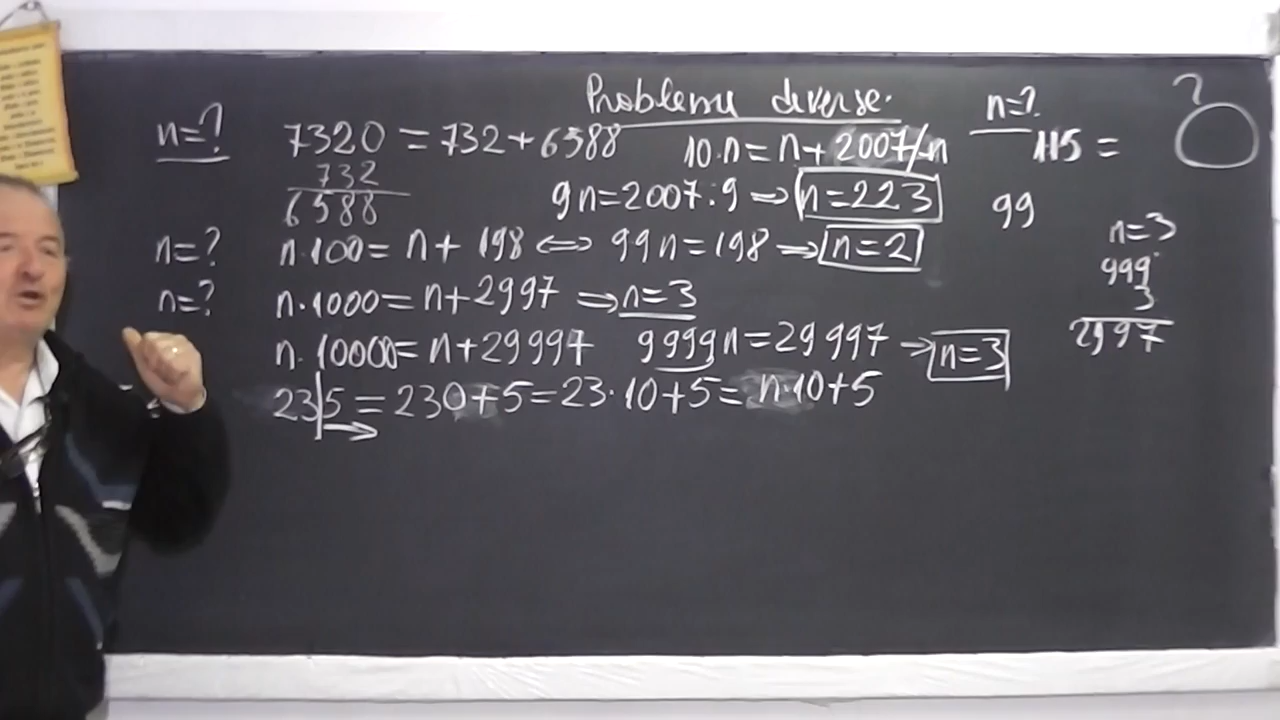 Probleme diverse.
n=? 7320 = 732+6588 10·n = n+2007/n n=? 115 =
732
6588 9n=2007:9 ⇒ n=223 99
n=? n·100= n+198 ⇔ 99n=198 ⇒ n=2 n=3
999
n=? n·1000= n+2997 ⇒ n=3 3
n·10000= n+29997 9999n=29997 → n=3 2997
23|5 = 230+5=23·10+5= n·10+5